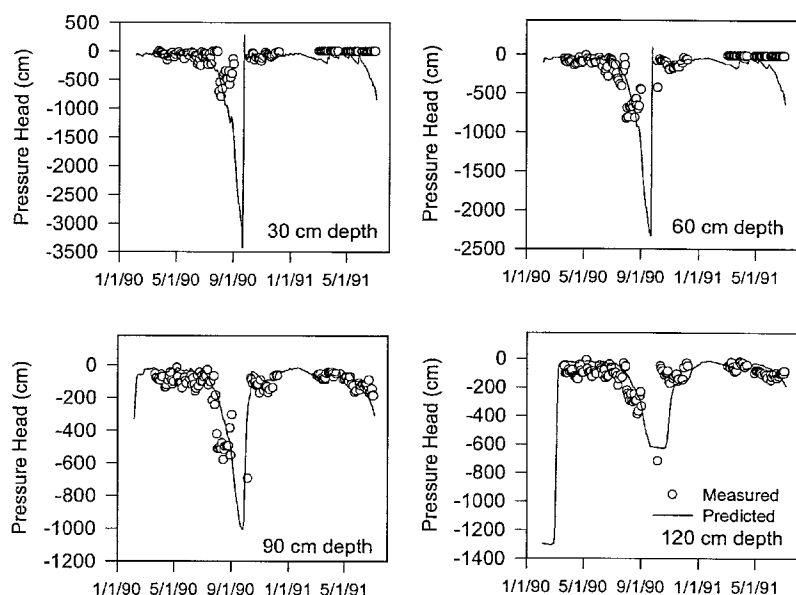 Pressure Head (cm)
500
0
-500
-1000
-1500
-2000
-2500
-3000
-3500
30 cm depth
1/1/90 5/1/90 9/1/90 1/1/91 5/1/91
Pressure Head (cm)
500
0
-500
-1000
-1500
-2000
-2500
60 cm depth
1/1/90 5/1/90 9/1/90 1/1/91 5/1/91
Pressure Head (cm)
0
-200
-400
-600
-800
-1000
-1200
90 cm depth
1/1/90 5/1/90 9/1/90 1/1/91 5/1/91
Pressure Head (cm)
0
-200
-400
-600
-800
-1000
-1200
-1400
Measured
Predicted
120 cm depth
1/1/90 5/1/90 9/1/90 1/1/91 5/1/91